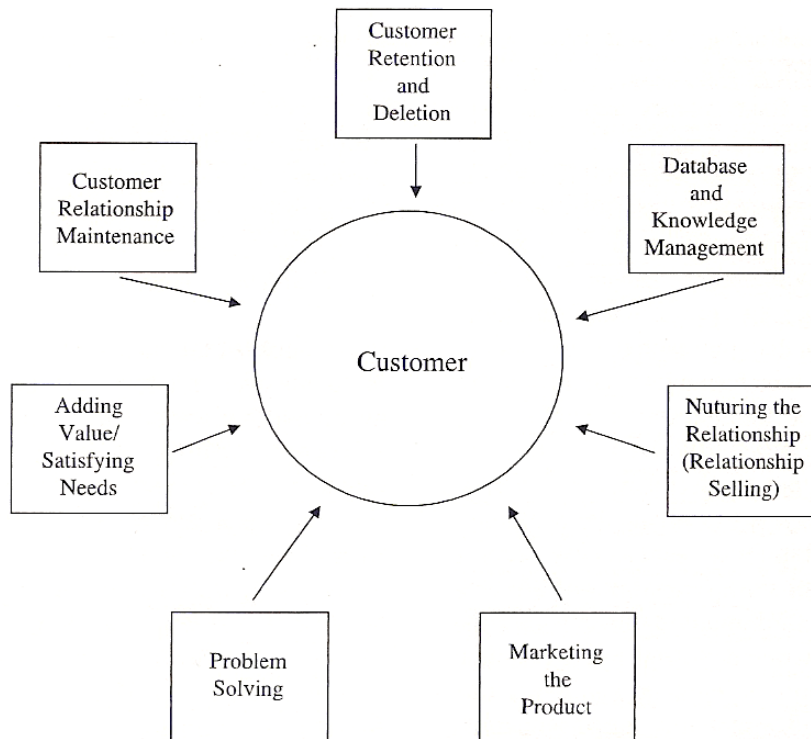 Customer
Retention
and
Deletion
Customer
Relationship
Maintenance
Database
and
Knowledge
Management
Customer
Adding
Value/
Satisfying
Needs
Nuturing the
Relationship
(Relationship
Selling)
Problem
Solving
Marketing
the
Product